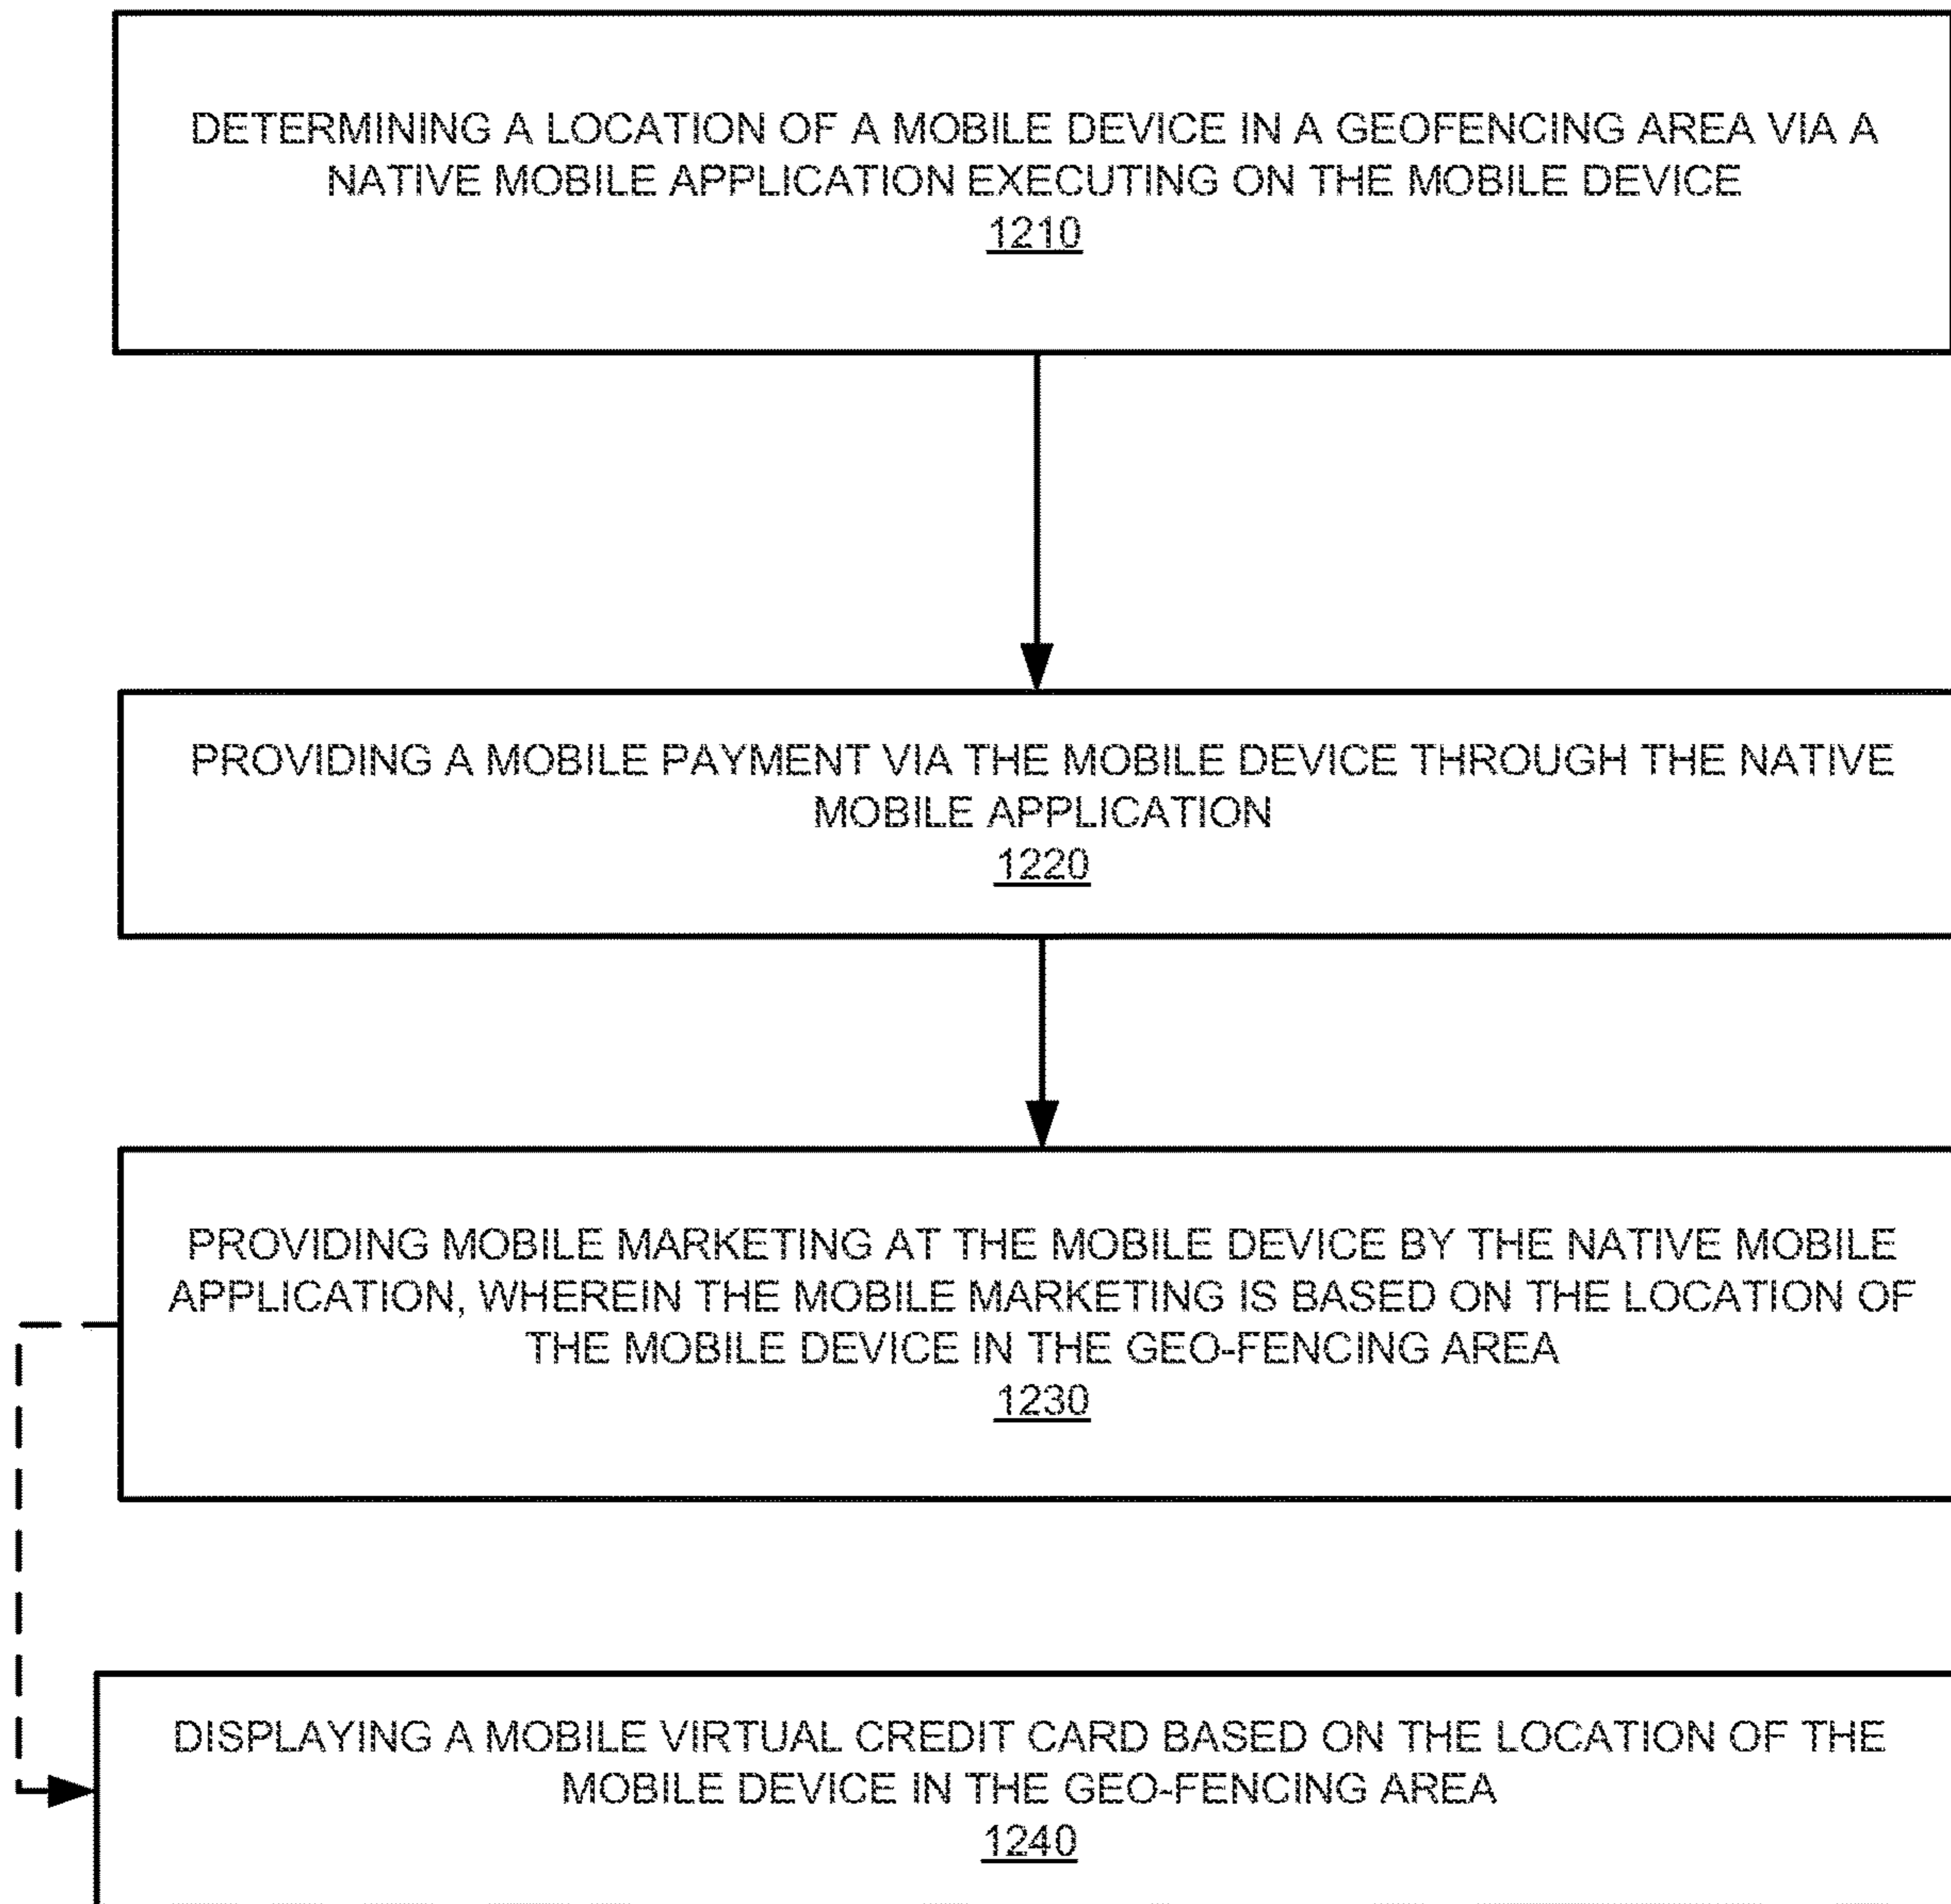 DETERMINING A LOCATION OF A MOBILE DEVICE IN A GEOFENCING AREA VIA A
NATIVE MOBILE APPLICATION EXECUTING ON THE MOBILE DEVICE
1210
PROVIDING A MOBILE PAYMENT VIA THE MOBILE DEVICE THROUGH THE NATIVE
MOBILE APPLICATION
1220
PROVIDING MOBILE MARKETING AT THE MOBILE DEVICE BY THE NATIVE MOBILE
APPLICATION, WHEREIN THE MOBILE MARKETING IS BASED ON THE LOCATION OF
THE MOBILE DEVICE IN THE GEO-FENCING AREA
1230
DISPLAYING A MOBILE VIRTUAL CREDIT CARD BASED ON THE LOCATION OF THE
MOBILE DEVICE IN THE GEO-FENCING AREA
1240